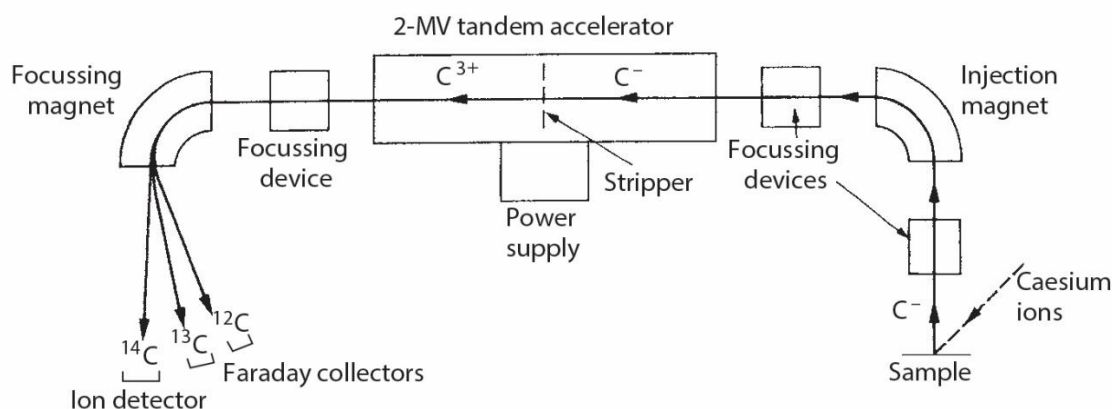 2-MV tandem accelerator
Focussing
magnet
C3+
C−
Injection
magnet
Focussing
device
Stripper
Focussing
devices
Power
supply
Caesium
ions
C−
14C
13C
12C
Faraday collectors
Ion detector
Sample